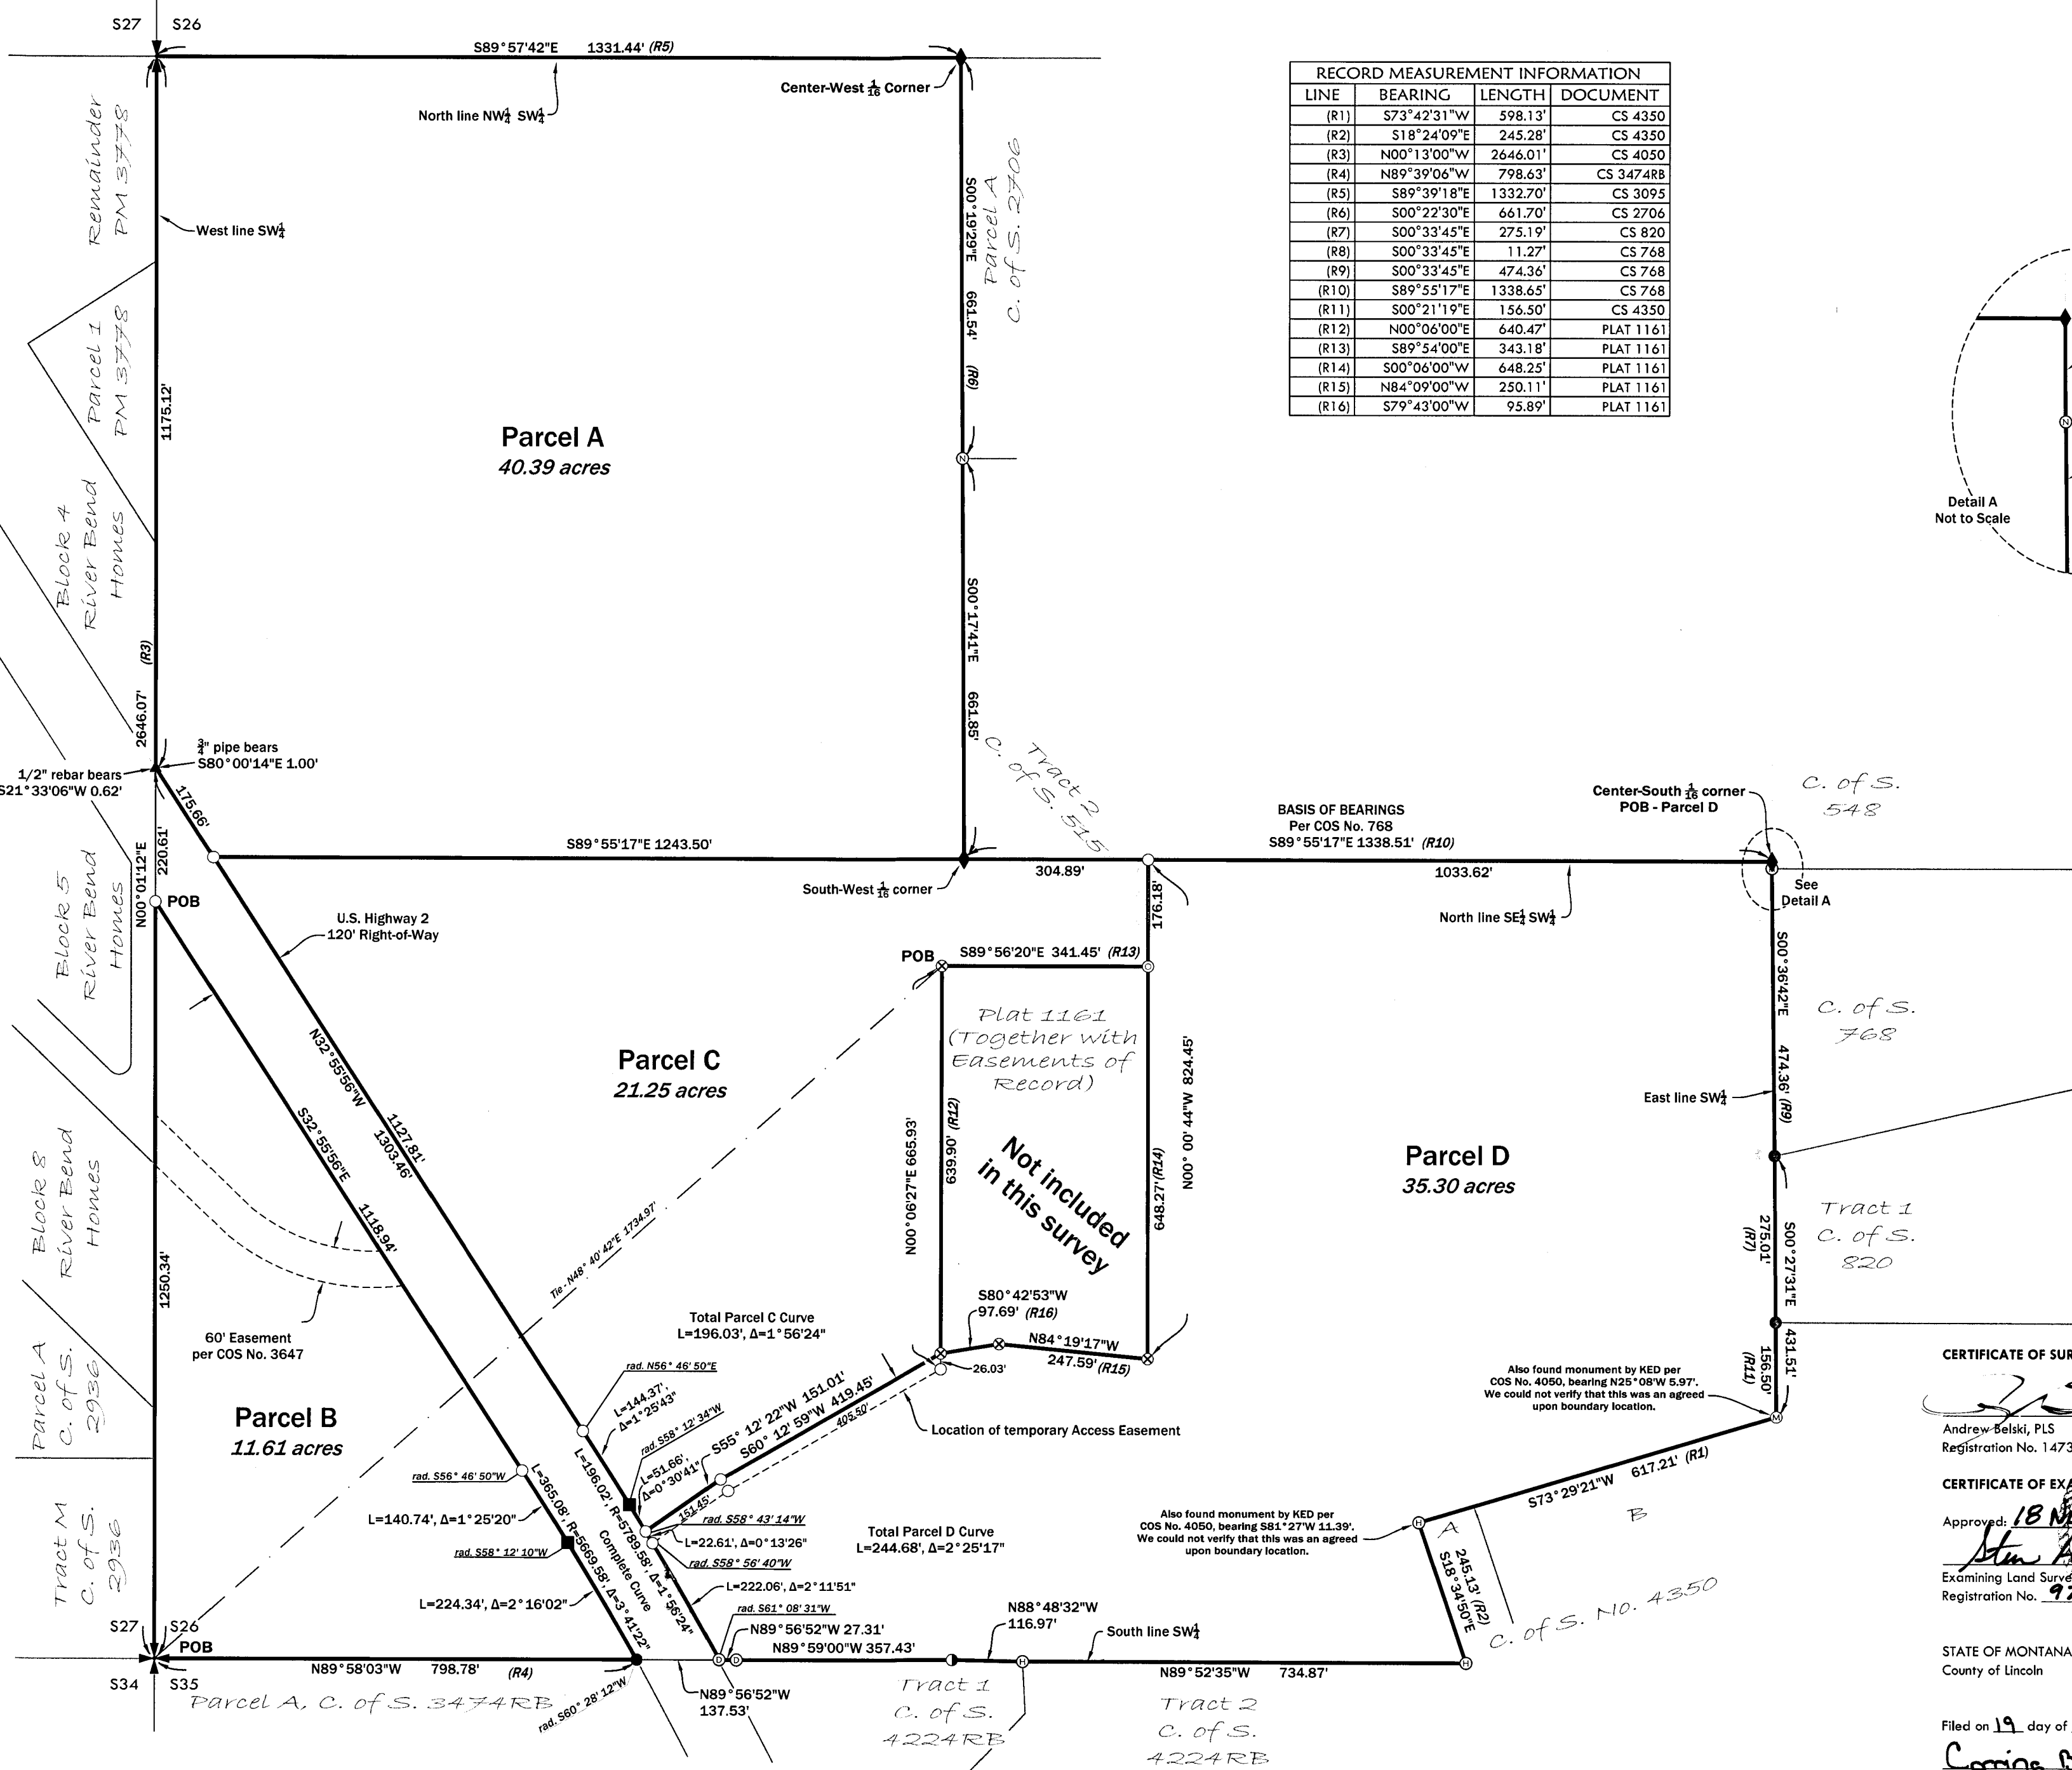 S27
S26
S89°57'42"E 1331.44' (R5)
Center-West 1/16 Corner
North line NW¼ SW¼
Remainder
PM 3778
West line SW¼
Parcel 1
PM 3778
1175.12'
Block 4
River Bend
Homes
(R3)
2646.07'
Parcel A
40.39 acres
S00°19'29"E 661.54' (R6)
Parcel A
C. of S. 2706
S00°17'41"E 661.85'
RECORD MEASUREMENT INFORMATION
LINE BEARING LENGTH DOCUMENT
(R1) S73°42'31"W 598.13' CS 4350
(R2) S18°24'09"E 245.28' CS 4350
(R3) N00°13'00"W 2646.01' CS 4050
(R4) N89°39'06"W 798.63' CS 3474RB
(R5) S89°39'18"E 1332.70' CS 3095
(R6) S00°22'30"E 661.70' CS 2706
(R7) S00°33'45"E 275.19' CS 820
(R8) S00°33'45"E 11.27' CS 768
(R9) S00°33'45"E 474.36' CS 768
(R10) S89°55'17"E 1338.65' CS 768
(R11) S00°21'19"E 156.50' CS 4350
(R12) N00°06'00"E 640.47' PLAT 1161
(R13) S89°54'00"E 343.18' PLAT 1161
(R14) S00°06'00"W 648.25' PLAT 1161
(R15) N84°09'00"W 250.11' PLAT 1161
(R16) S79°43'00"W 95.89' PLAT 1161
N
N
Detail A
Not to Scale
¾" pipe bears
S80°00'14"E 1.00'
1/2" rebar bears
S21°33'06"W 0.62'
175.66'
220.61'
N00°01'12"E
POB
Block 5
River Bend
Homes
S89°55'17"E 1243.50'
South-West 1/16 corner
304.89'
Tract 2
C. of S. 515
BASIS OF BEARINGS
Per COS No. 768
S89°55'17"E 1338.51' (R10)
1033.62'
North line SE¼ SW¼
Center-South 1/16 corner
POB - Parcel D
See
Detail A
C. of S.
548
U.S. Highway 2
120' Right-of-Way
176.18'
POB
S89°56'20"E 341.45' (R13)
Plat 1161
(Together with
Easements of
Record)
Not included
in this survey
N00°06'27"E 665.93'
639.90' (R12)
648.27'(R14)
N00° 00' 44"W 824.45'
S80°42'53"W
97.69' (R16)
N84°19'17"W
247.59'(R15)
26.03'
Parcel C
21.25 acres
N32°55'56"W
1127.81'
1303.46'
S32°55'56"E
1118.94'
Tie - N48° 40' 42"E 1734.97'
Parcel D
35.30 acres
S00°36'42"E 474.36' (R9)
East line SW¼
C. of S.
768
275.01'
(R7)
S00°27'31"E
431.51'
156.50'
(R11)
Tract 1
C. of S.
820
Block 8
River Bend
Homes
1250.34'
60' Easement
per COS No. 3647
Parcel A
C. of S.
2936
Tract M
C. of S.
2936
Parcel B
11.61 acres
Total Parcel C Curve
L=196.03', Δ=1°56'24"
rad. N56° 46' 50"E
L=144.37',
Δ=1°25'43"
rad. S58° 12' 34"W
L=51.66',
Δ=0°30'41"
S55° 12' 22"W 151.01'
S60° 12' 59"W 419.45'
405.50'
151.45'
Location of temporary Access Easement
rad. S56° 46' 50"W
L=140.74', Δ=1°25'20"
rad. S58° 12' 10"W
L=224.34', Δ=2°16'02"
L=365.08', R=5669.58', Δ=3°41'22"
Complete Curve
L=196.02', R=5789.58', Δ=1°56'24"
rad. S58° 43' 14"W
L=22.61', Δ=0°13'26"
rad. S58° 56' 40"W
L=222.06', Δ=2°11'51"
rad. S61° 08' 31"W
Total Parcel D Curve
L=244.68', Δ=2°25'17"
N89°56'52"W 27.31'
D
D
N89°59'00"W 357.43'
N88°48'32"W
116.97'
H
South line SW¼
N89°52'35"W 734.87'
H
Also found monument by KED per
COS No. 4050, bearing N25°08'W 5.97'.
We could not verify that this was an agreed
upon boundary location.
M
S73°29'21"W 617.21' (R1)
Also found monument by KED per
COS No. 4050, bearing S81°27'W 11.39'.
We could not verify that this was an agreed
upon boundary location.
H
A
B
245.13' (R2)
S18°34'50"E
C. of S. No. 4350
S27
S26
POB
S34
S35
N89°58'03"W 798.78' (R4)
Parcel A, C. of S. 3474RB
rad. S60° 28' 12"W
N89°56'52"W
137.53'
Tract 1
C. of S.
4224RB
Tract 2
C. of S.
4224RB
CERTIFICATE OF SUR
Andrew Belski, PLS
Registration No. 1473
CERTIFICATE OF EXA
Approved: 18 N
Examining Land Surve
Registration No. 9
STATE OF MONTANA
County of Lincoln
Filed on 19 day of